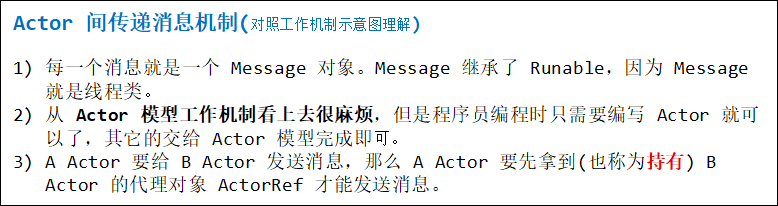 Actor 间传递消息机制(对照工作机制示意图理解)
1) 每一个消息就是一个 Message 对象。Message 继承了 Runable，因为 Message
就是线程类。
2) 从 Actor 模型工作机制看上去很麻烦，但是程序员编程时只需要编写 Actor 就可
以了，其它的交给 Actor 模型完成即可。
3) A Actor 要给 B Actor 发送消息，那么 A Actor 要先拿到(也称为持有) B
Actor 的代理对象 ActorRef 才能发送消息。